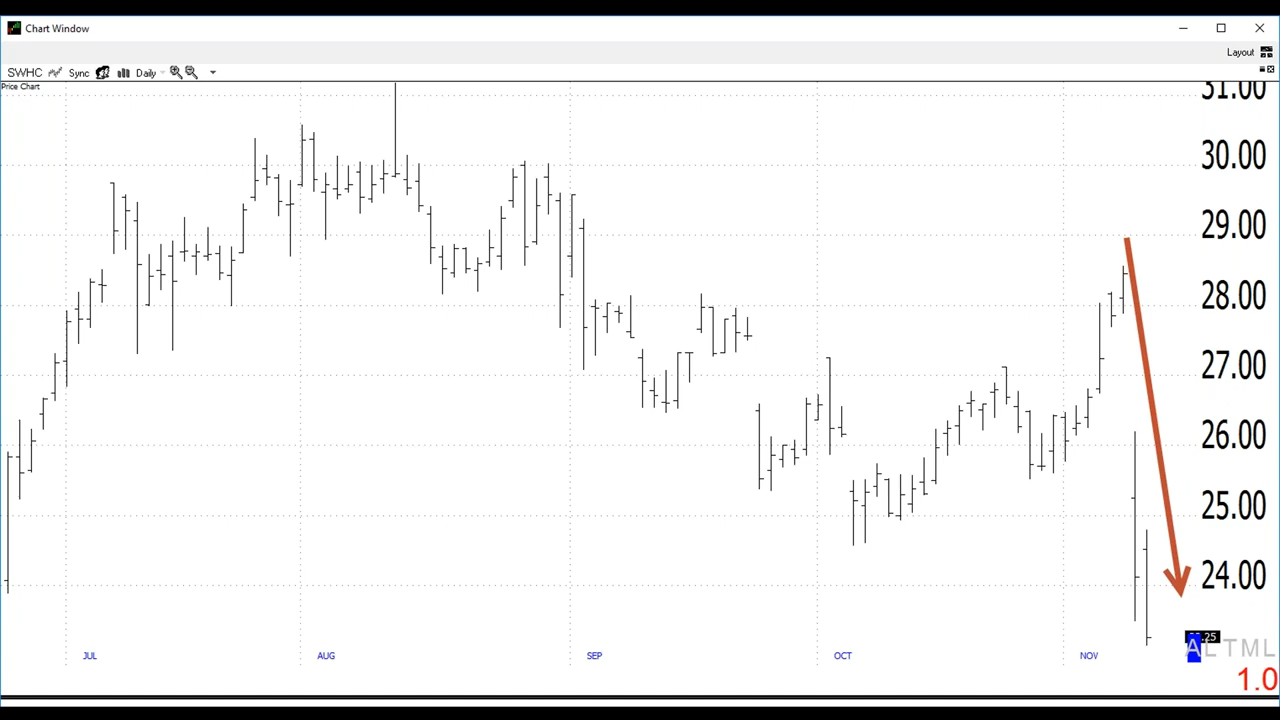 Chart Window
Layout
SWHC Sync Daily
Price Chart
31.00
30.00
29.00
28.00
27.00
26.00
25.00
24.00
JUL AUG SEP OCT NOV
ALTML
1.0